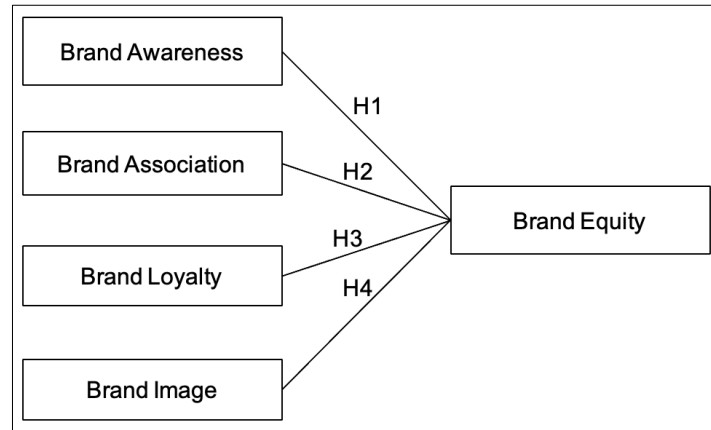 Brand Awareness
H1
Brand Association
H2
Brand Equity
H3
Brand Loyalty
H4
Brand Image